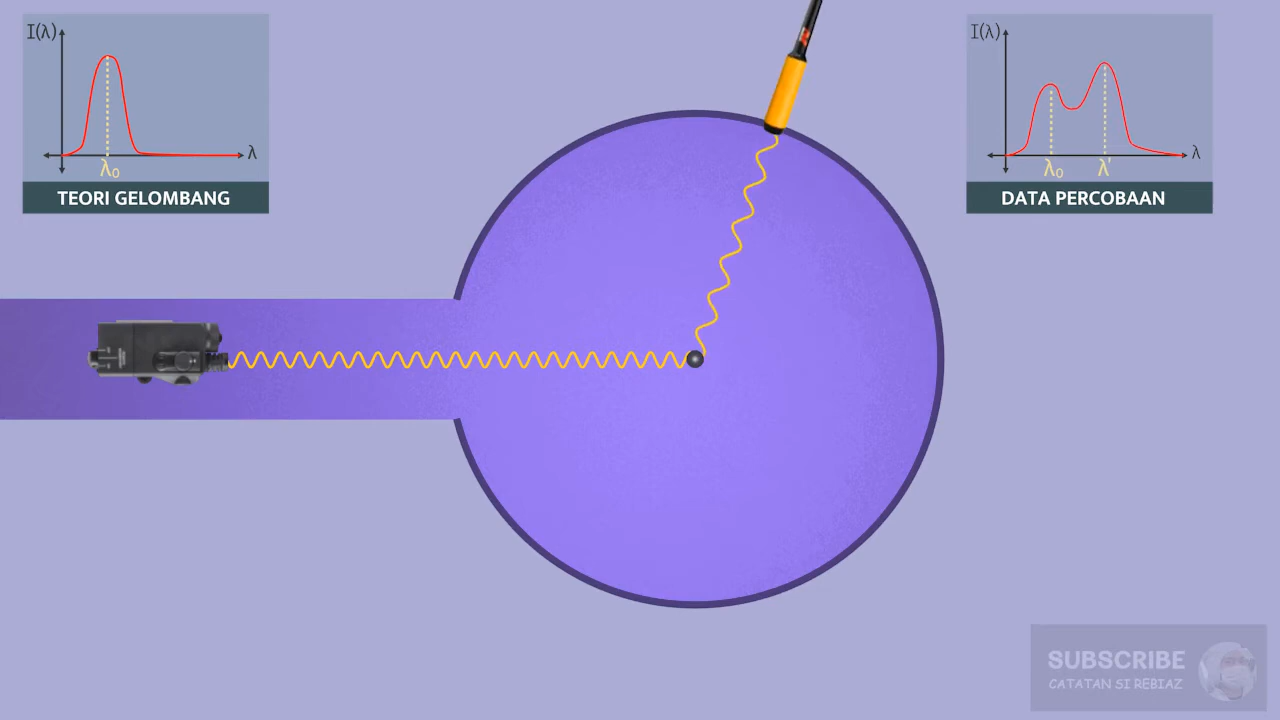 I(λ)
λ
λ₀
TEORI GELOMBANG
I(λ)
λ
λ₀
λ'
DATA PERCOBAAN
SUBSCRIBE
CATATAN SI REBIAZ